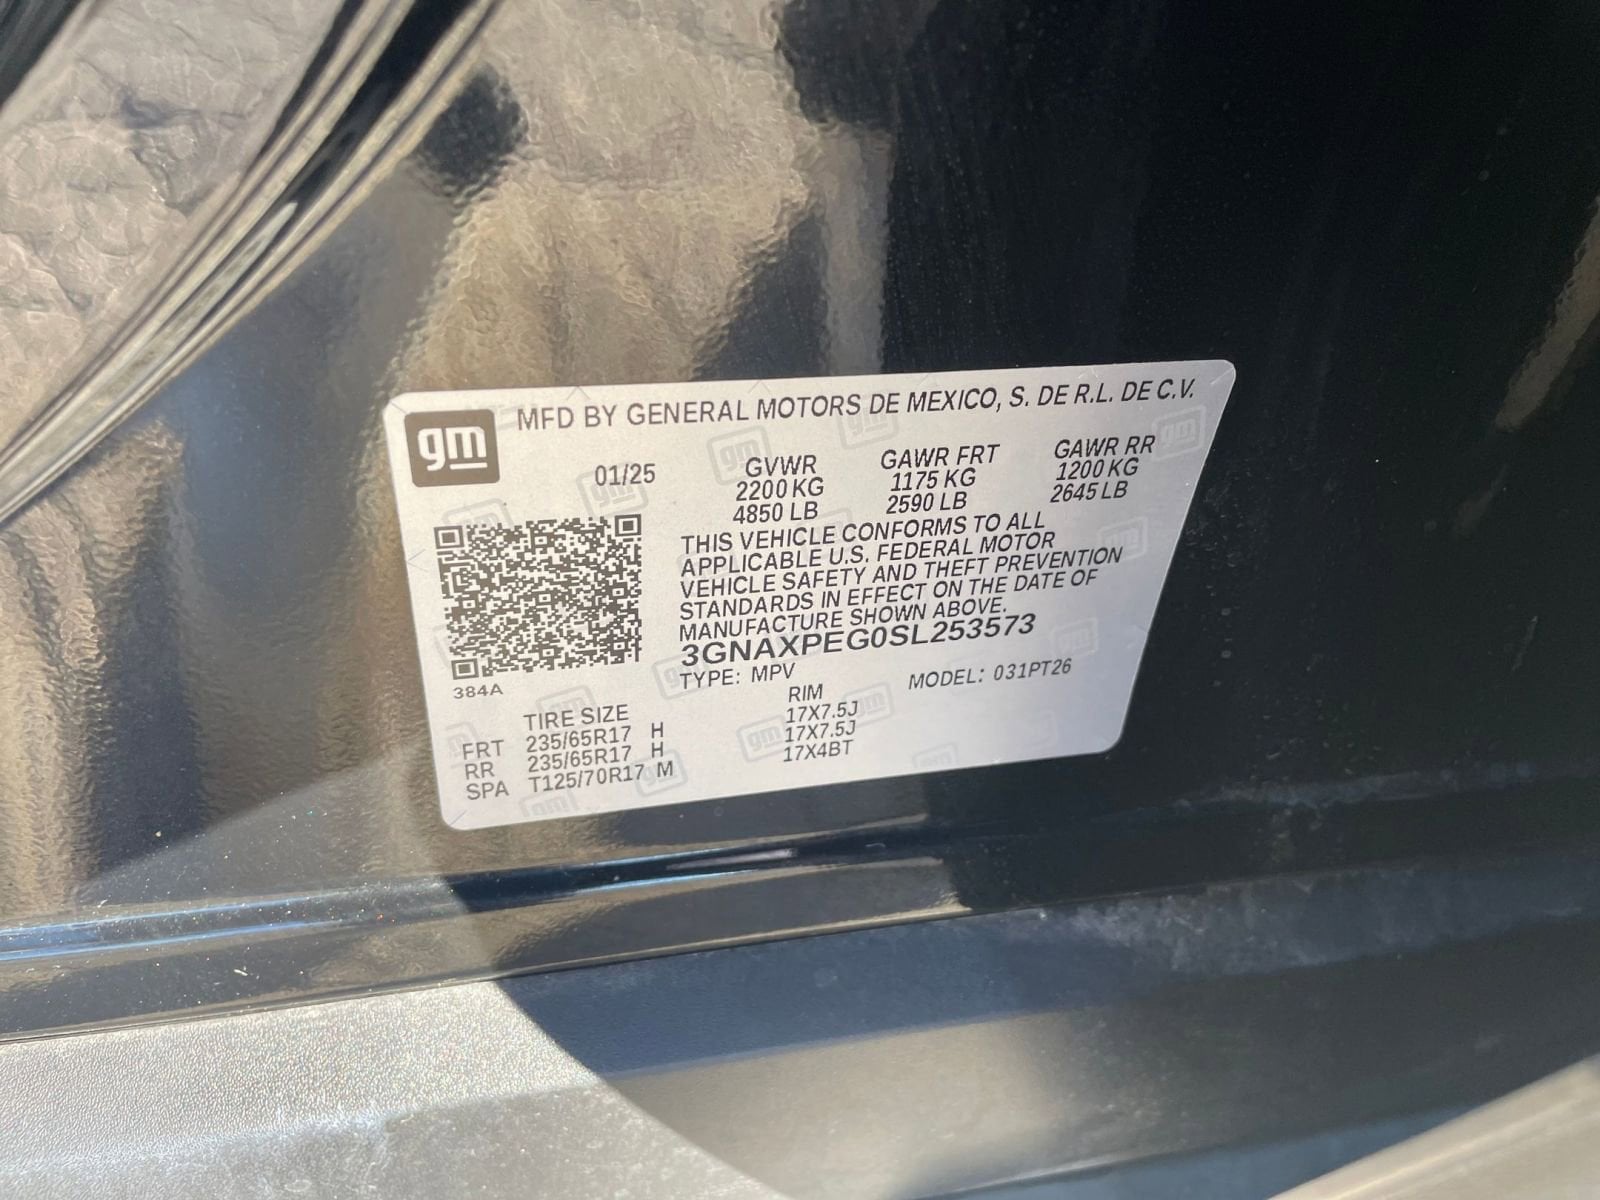 gm
MFD BY GENERAL MOTORS DE MEXICO, S. DE R.L. DE C.V.
01/25 GVWR GAWR FRT GAWR RR
2200 KG 1175 KG 1200 KG
4850 LB 2590 LB 2645 LB
THIS VEHICLE CONFORMS TO ALL
APPLICABLE U.S. FEDERAL MOTOR
VEHICLE SAFETY AND THEFT PREVENTION
STANDARDS IN EFFECT ON THE DATE OF
MANUFACTURE SHOWN ABOVE.
3GNAXPEG0SL253573
TYPE: MPV MODEL: 031PT26
384A
TIRE SIZE RIM
FRT 235/65R17 H 17X7.5J
RR 235/65R17 H 17X7.5J
SPA T125/70R17 M 17X4BT